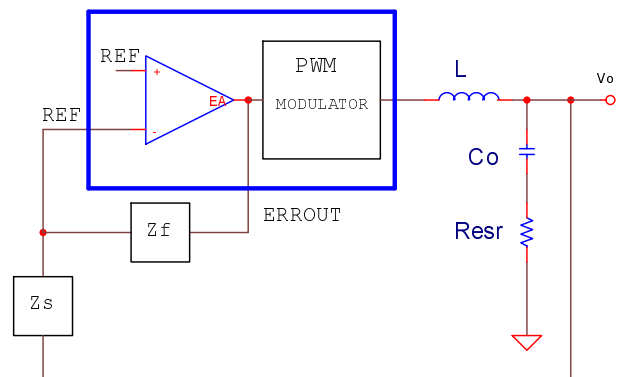 REF
+
PWM
L
Vo
EA
MODULATOR
REF
-
Co
ERROUT
Zf
Resr
Zs